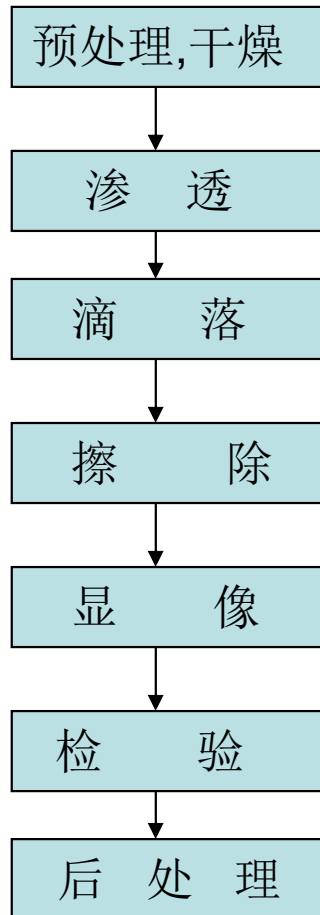 预处理,干燥
渗 透
滴 落
擦 除
显 像
检 验
后 处 理